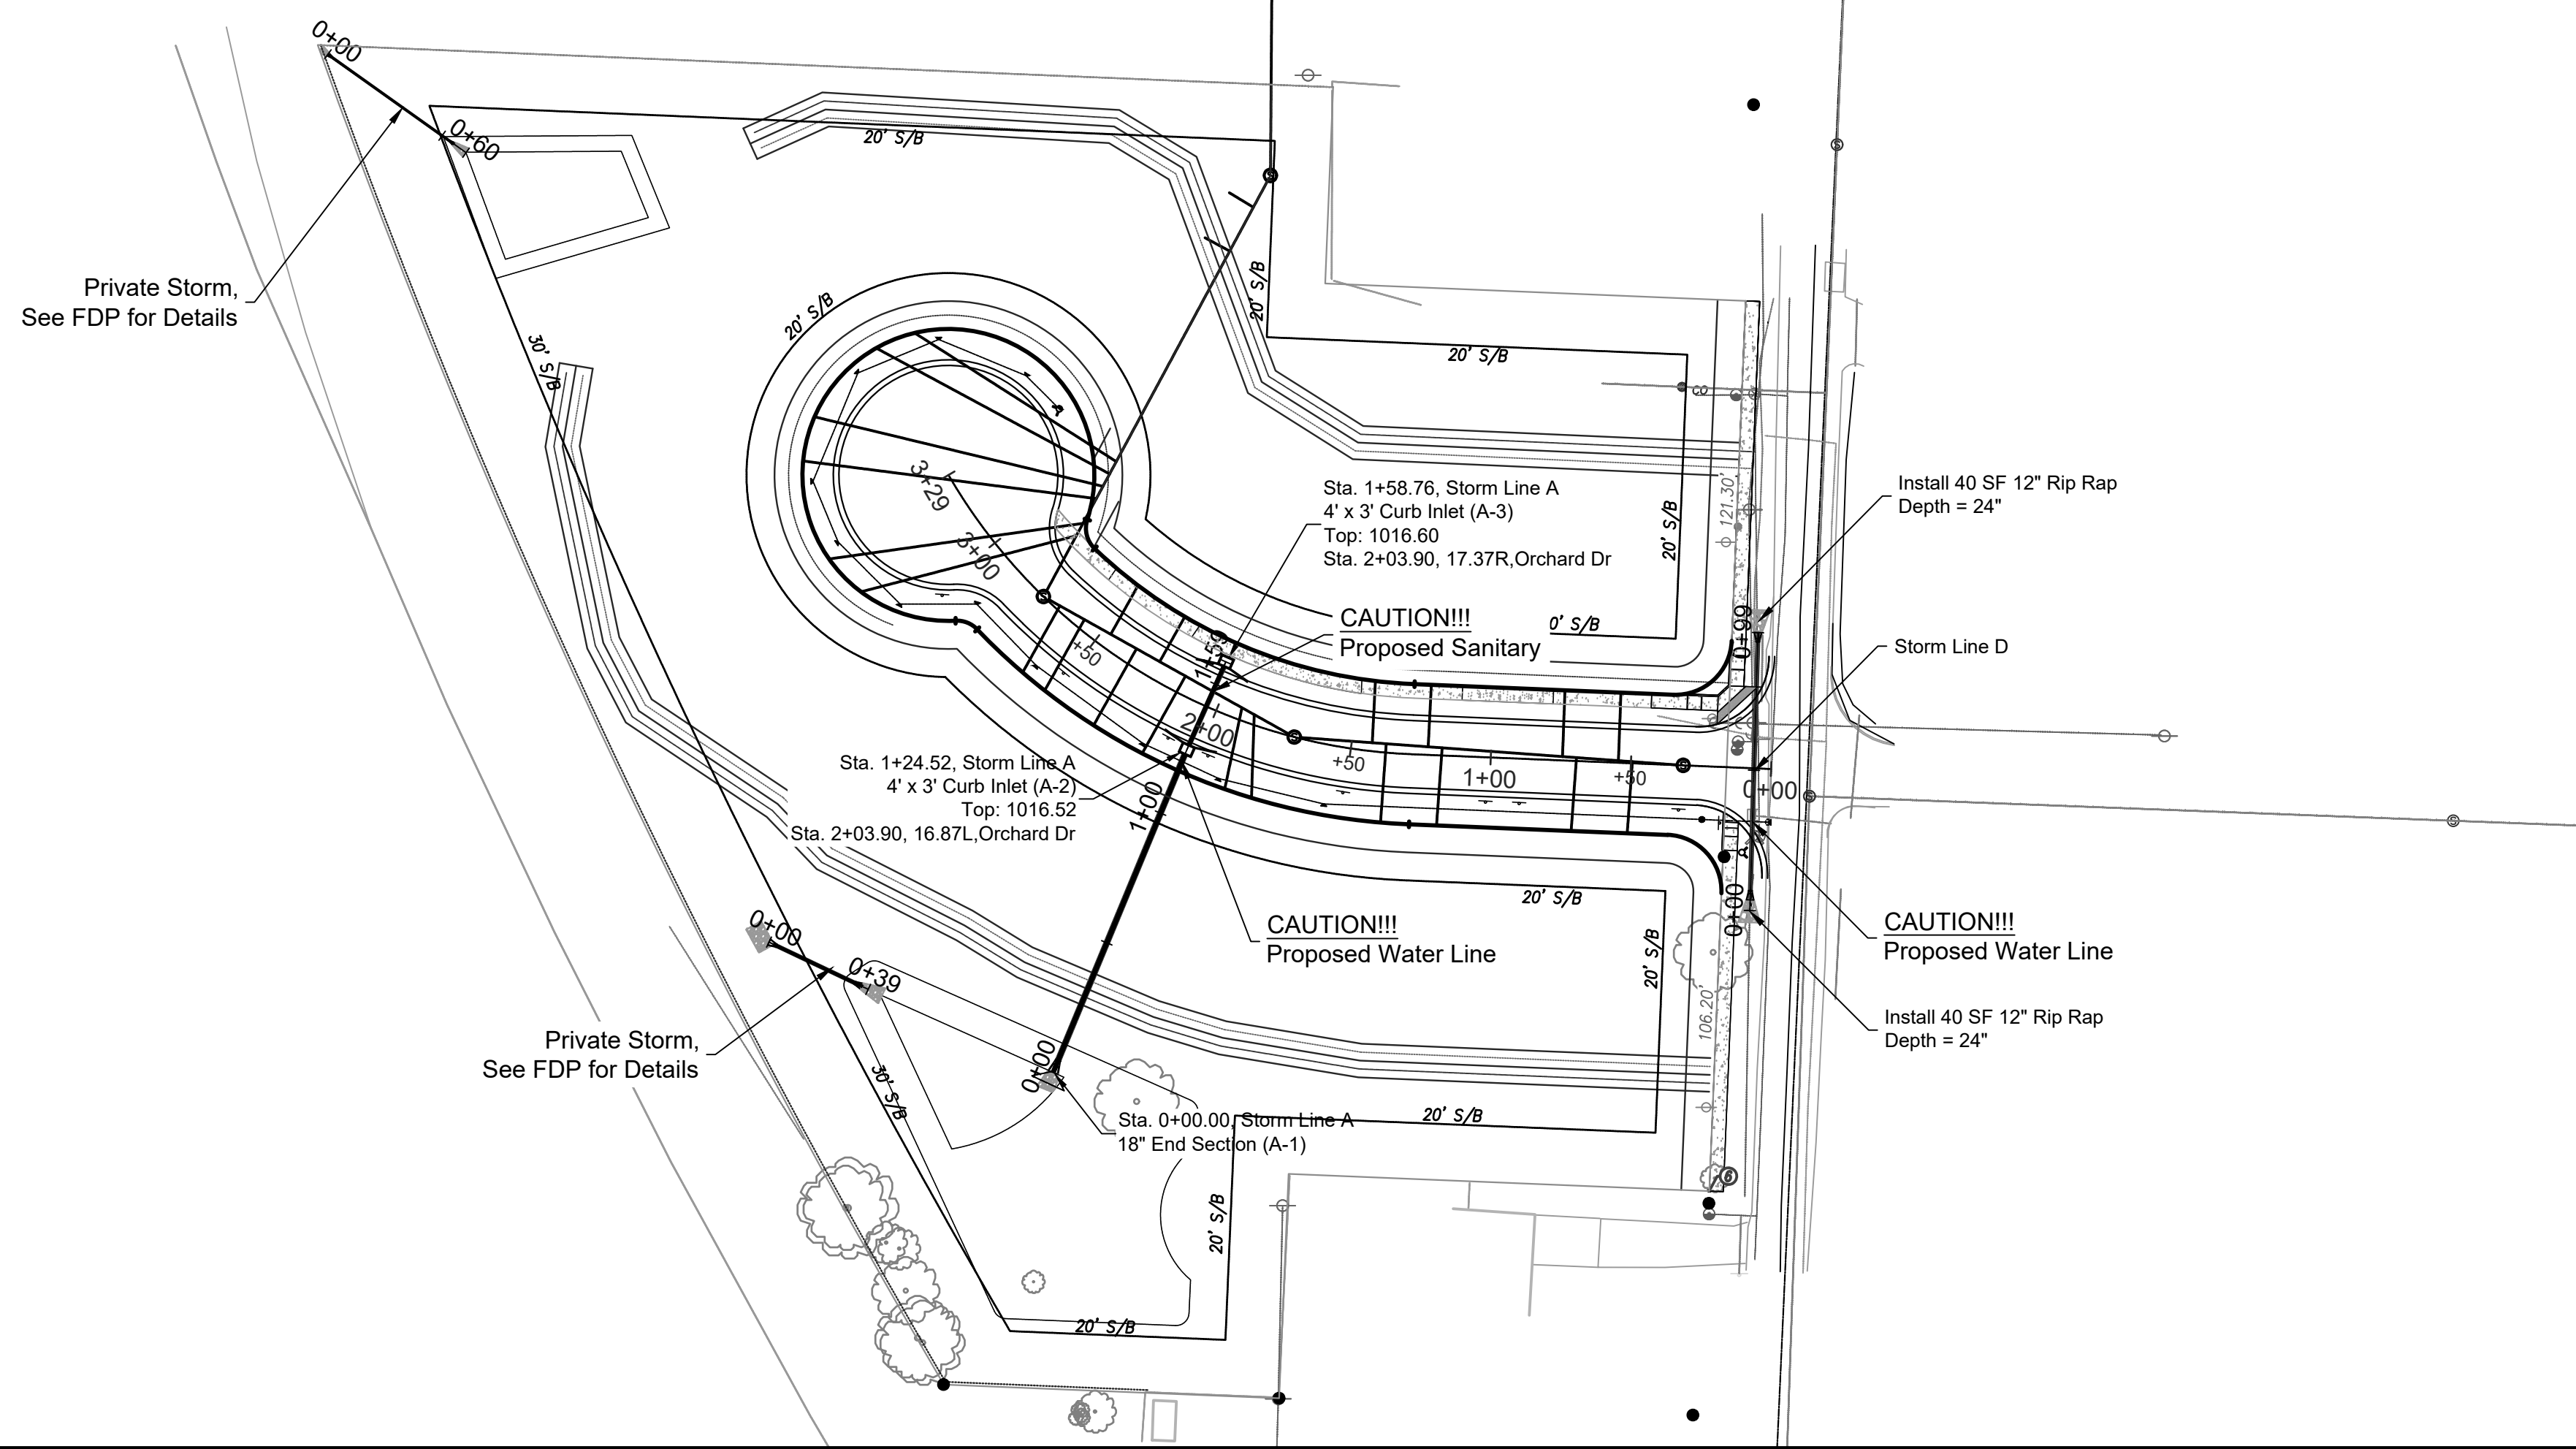 0+00
0+60
20' S/B
Private Storm,
See FDP for Details
20' S/B
20' S/B
30' S/B
20' S/B
3+29
3+00
Sta. 1+58.76, Storm Line A
4' x 3' Curb Inlet (A-3)
Top: 1016.60
Sta. 2+03.90, 17.37R,Orchard Dr
20' S/B
121.30'
Install 40 SF 12" Rip Rap
Depth = 24"
CAUTION!!!
Proposed Sanitary
0' S/B
0+99
Storm Line D
+50
1+59
2+00
+50
1+00
+50
0+00
Sta. 1+24.52, Storm Line A
4' x 3' Curb Inlet (A-2)
Top: 1016.52
Sta. 2+03.90, 16.87L,Orchard Dr
1+00
20' S/B
0+00
CAUTION!!!
Proposed Water Line
CAUTION!!!
Proposed Water Line
20' S/B
106.20'
0+00
0+39
Install 40 SF 12" Rip Rap
Depth = 24"
Private Storm,
See FDP for Details
30' S/B
0+00
Sta. 0+00.00, Storm Line A
18" End Section (A-1)
20' S/B
6
20' S/B
20' S/B